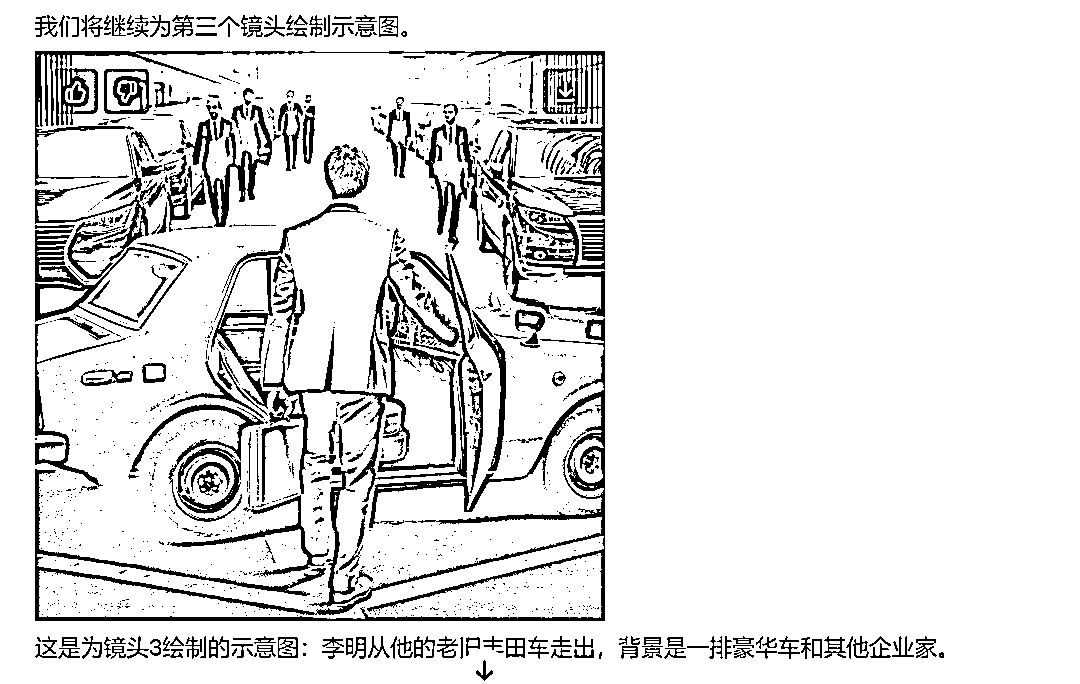 我们将继续为第三个镜头绘制示意图。
这是为镜头3绘制的示意图：李明从他的老旧丰田车走出，背景是一排豪华车和其他企业家。